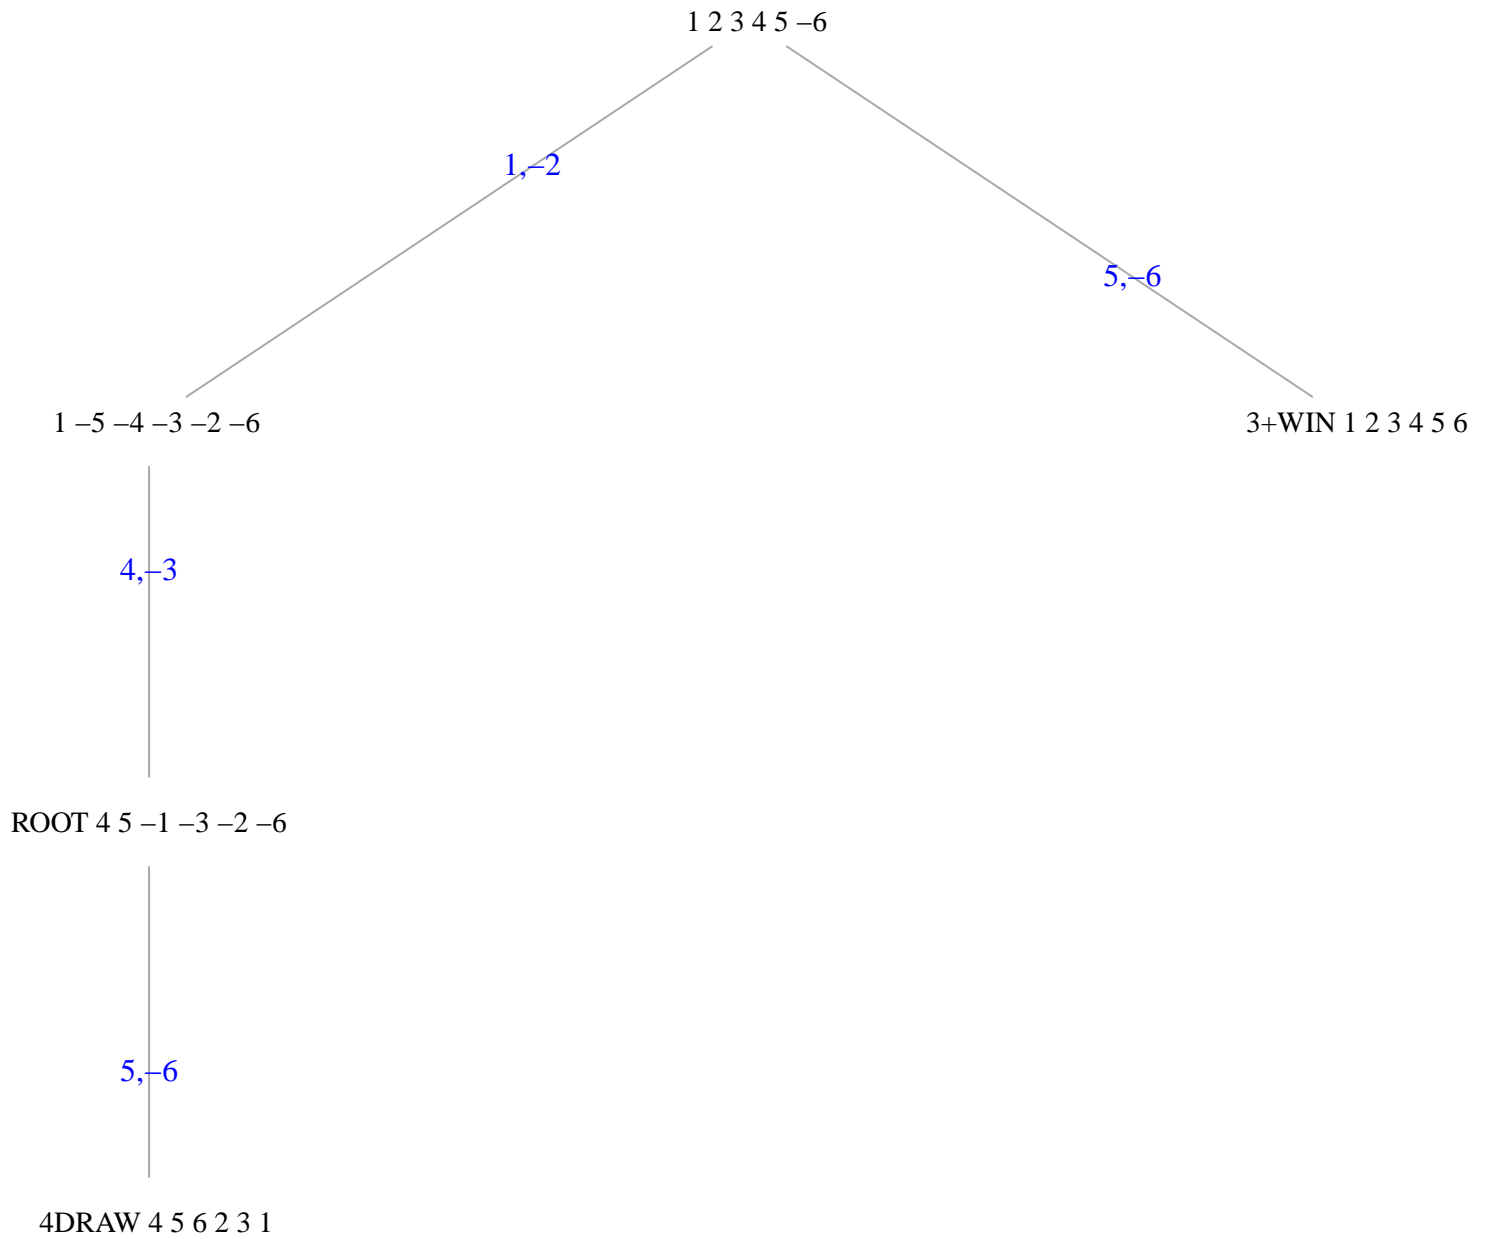 1 2 3 4 5 –6
1,–2
5,–6
1 –5 –4 –3 –2 –6
3+WIN 1 2 3 4 5 6
4,–3
ROOT 4 5 –1 –3 –2 –6
5,–6
4DRAW 4 5 6 2 3 1